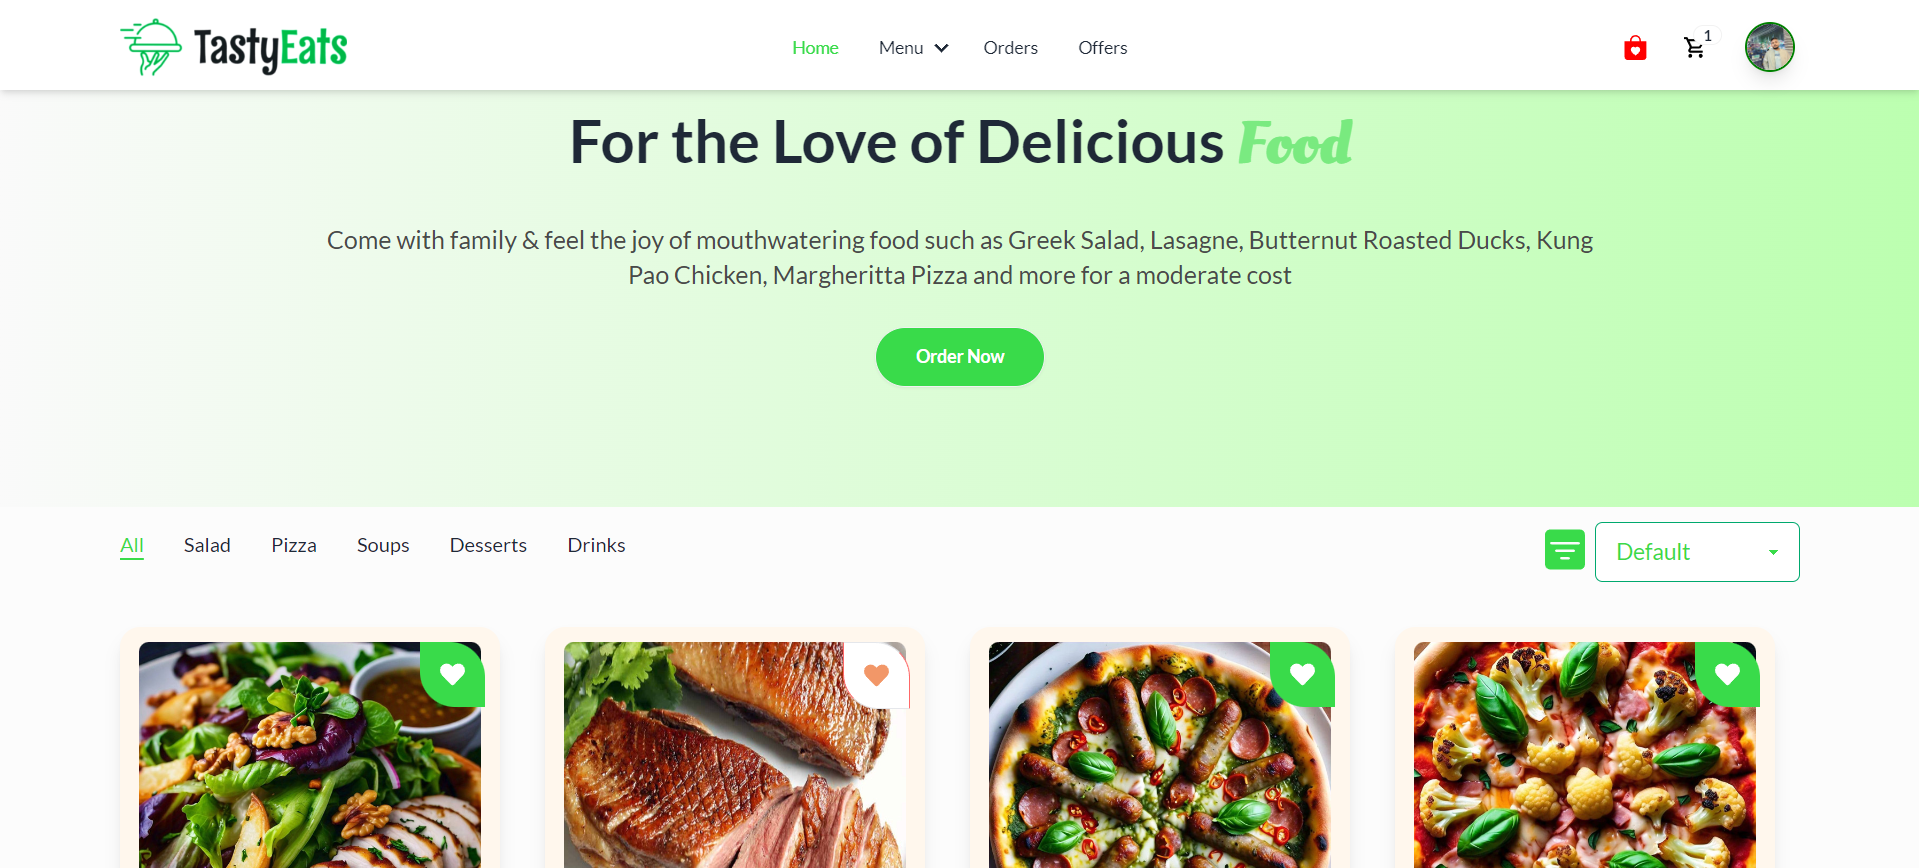 TastyEats
Home Menu Orders Offers
1
For the Love of Delicious Food
Come with family & feel the joy of mouthwatering food such as Greek Salad, Lasagne, Butternut Roasted Ducks, Kung
Pao Chicken, Margheritta Pizza and more for a moderate cost
Order Now
All Salad Pizza Soups Desserts Drinks
Default